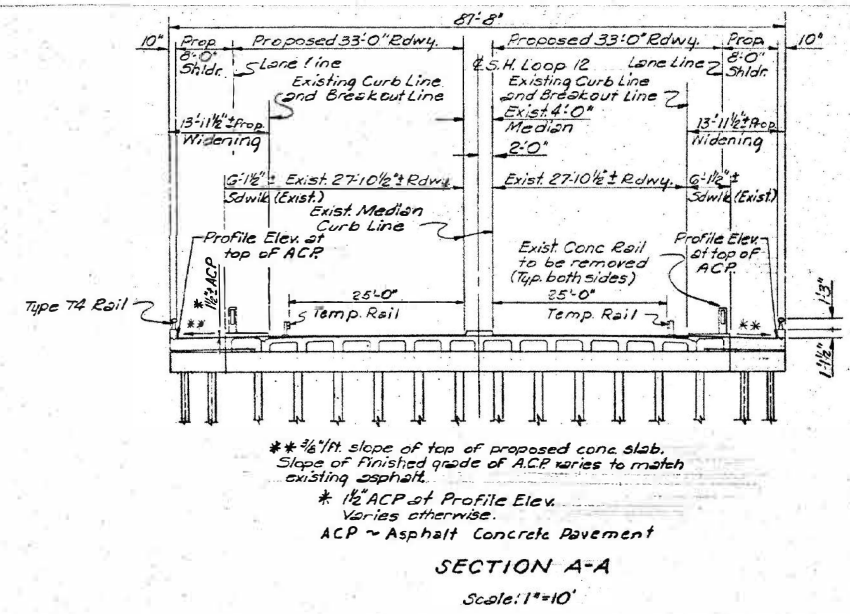 87'-8"
10" Prop. Proposed 33'-0" Rdwy. Proposed 33'-0" Rdwy. Prop. 10"
8'-0" Shldr. Lane line ℄ S.H. Loop 12 Lane Line 8'-0" Shldr.
Existing Curb Line and Breakout Line
Existing Curb Line and Breakout Line
Exist. 4'-0" Median
13'-11½"± Prop. Widening
13'-11½"± Prop. Widening
2'-0"
6'-1½"± Sdwlk (Exist.)
Exist. 27'-10½"± Rdwy.
Exist. 27'-10½"± Rdwy.
6'-1½"± Sdwlk (Exist.)
Exist. Median Curb Line
Profile Elev. at top of ACP.
Exist. Conc Rail to be removed (Typ. both sides)
Profile Elev. at top of ACP.
* 1½" ACP
25'-0"
25'-0"
1'-3"
Type T4 Rail
Temp. Rail
Temp. Rail
**
**
1'-1½"
** 3/16"/ft. slope of top of proposed conc. slab.
Slope of Finished grade of A.C.P. varies to match
existing asphalt.
* 1½" ACP at Profile Elev.
Varies otherwise.
ACP ~ Asphalt Concrete Pavement
SECTION A-A
Scale: 1"=10'